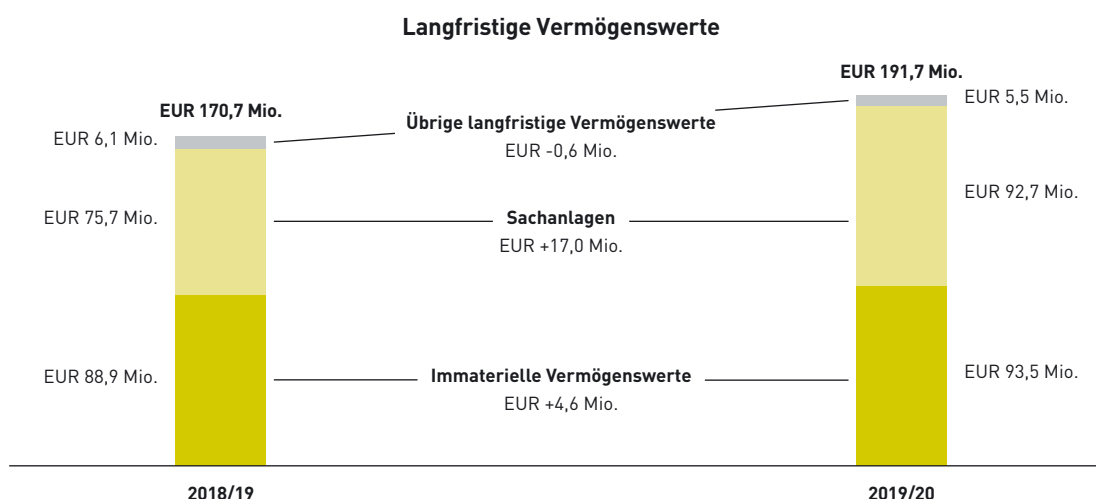 Langfristige Vermögenswerte
EUR 170,7 Mio.
EUR 191,7 Mio.
EUR 6,1 Mio.
Übrige langfristige Vermögenswerte
EUR -0,6 Mio.
EUR 5,5 Mio.
EUR 75,7 Mio.
Sachanlagen
EUR +17,0 Mio.
EUR 92,7 Mio.
EUR 88,9 Mio.
Immaterielle Vermögenswerte
EUR +4,6 Mio.
EUR 93,5 Mio.
2018/19
2019/20